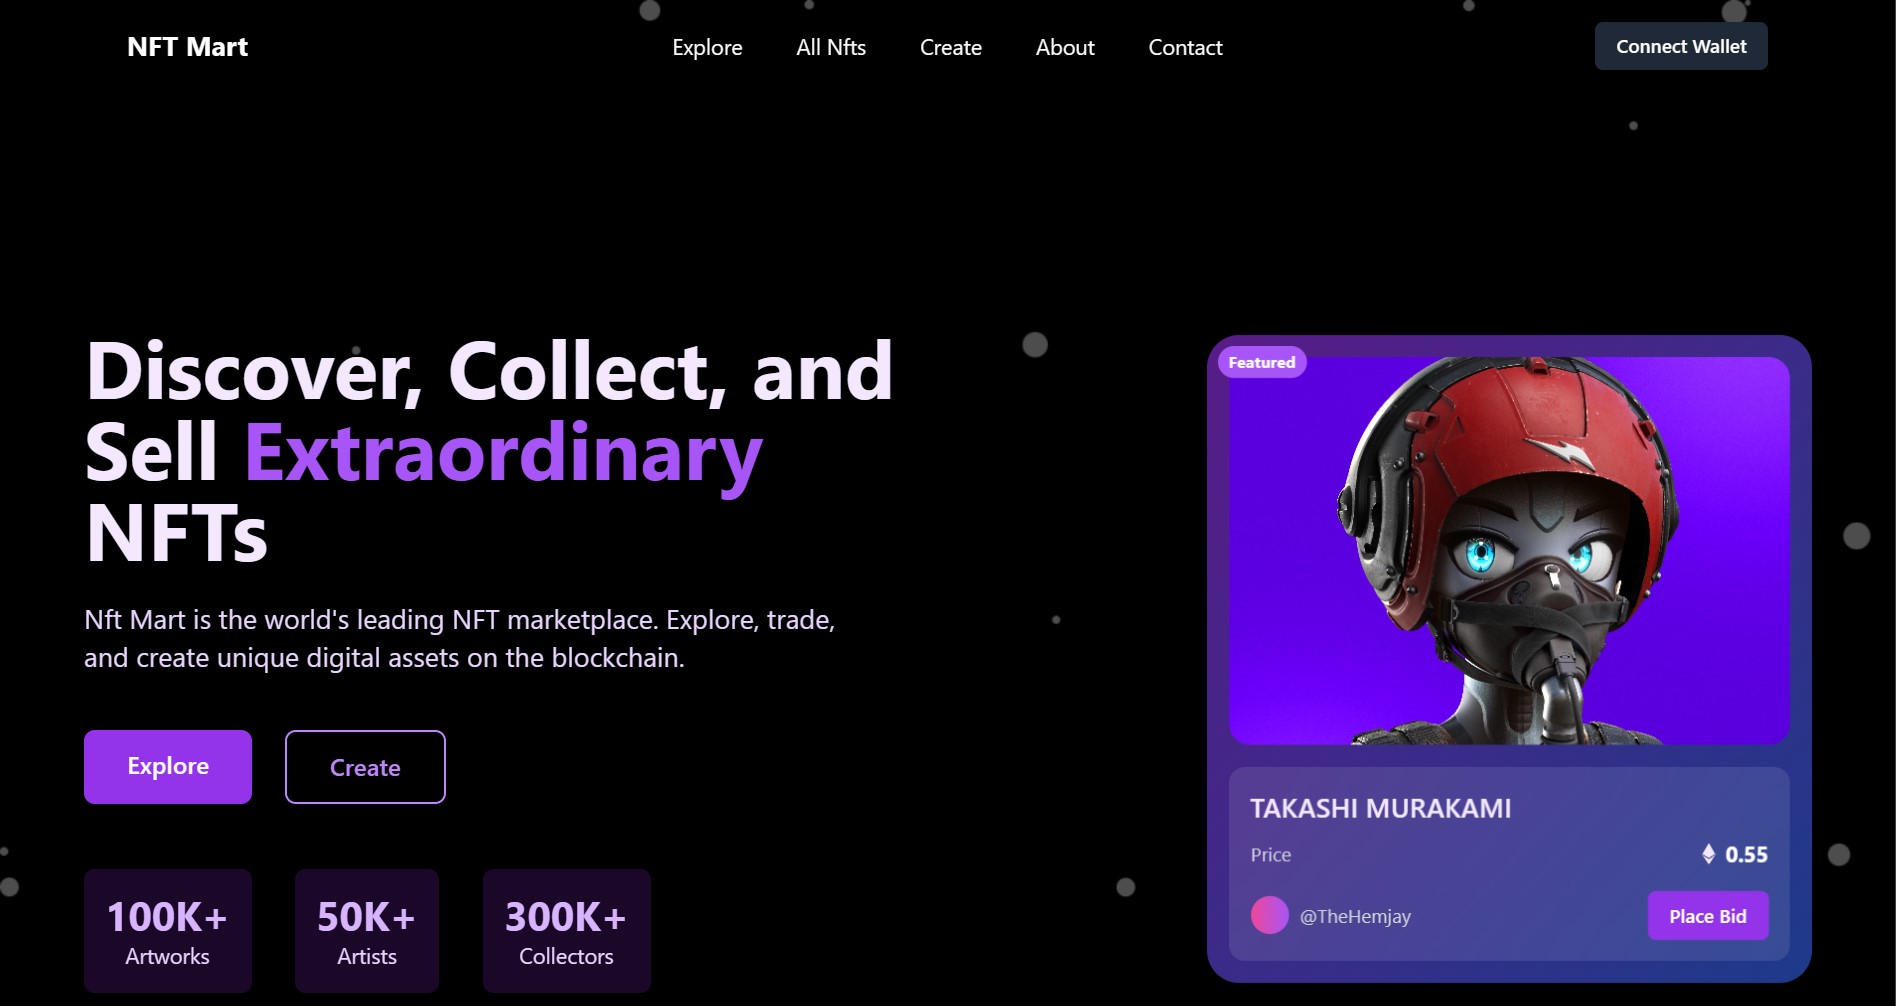 NFT Mart
Explore
All Nfts
Create
About
Contact
Connect Wallet
Discover, Collect, and
Sell Extraordinary
NFTs
Nft Mart is the world's leading NFT marketplace. Explore, trade,
and create unique digital assets on the blockchain.
Explore
Create
100K+
Artworks
50K+
Artists
300K+
Collectors
Featured
TAKASHI MURAKAMI
Price
0.55
@TheHemjay
Place Bid